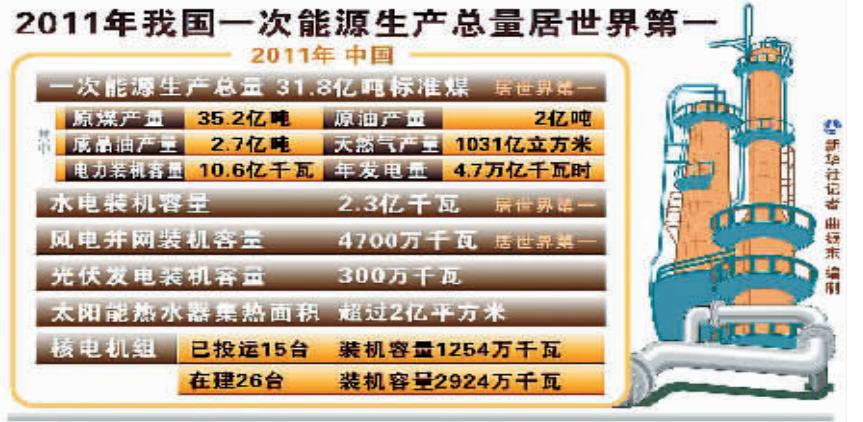 2011年我国一次能源生产总量居世界第一
2011年 中国
一次能源生产总量 31.8亿吨标准煤 居世界第一
其中
原煤产量 35.2亿吨 原油产量 2亿吨
成品油产量 2.7亿吨 天然气产量 1031亿立方米
电力装机容量 10.6亿千瓦 年发电量 4.7万亿千瓦时
水电装机容量 2.3亿千瓦 居世界第一
风电并网装机容量 4700万千瓦 居世界第一
光伏发电装机容量 300万千瓦
太阳能热水器集热面积 超过2亿平方米
核电机组 已投运15台 装机容量1254万千瓦
在建26台 装机容量2924万千瓦
新华社记者 曲振东 编制